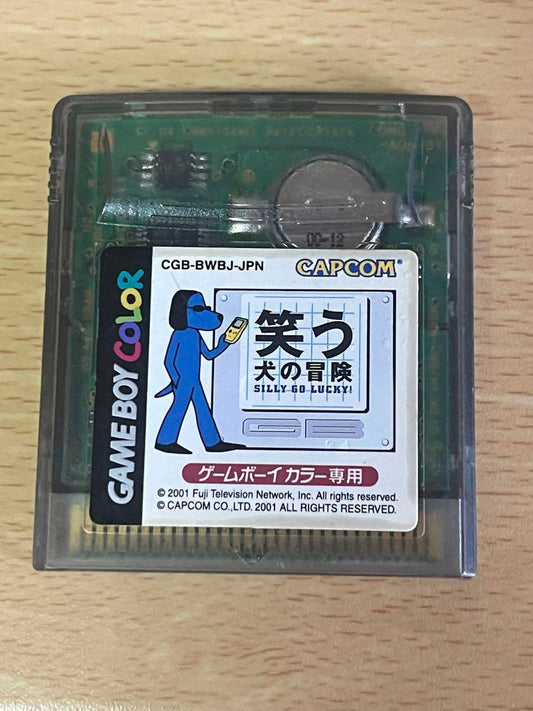 CGB-BWBJ-JPN
CAPCOM®
GAME BOY COLOR
笑う
犬の冒険
SILLY GO LUCKY!
GB
ゲームボーイ カラー専用
© 2001 Fuji Television Network, Inc. All rights reserved.
© CAPCOM CO.,LTD. 2001 ALL RIGHTS RESERVED.